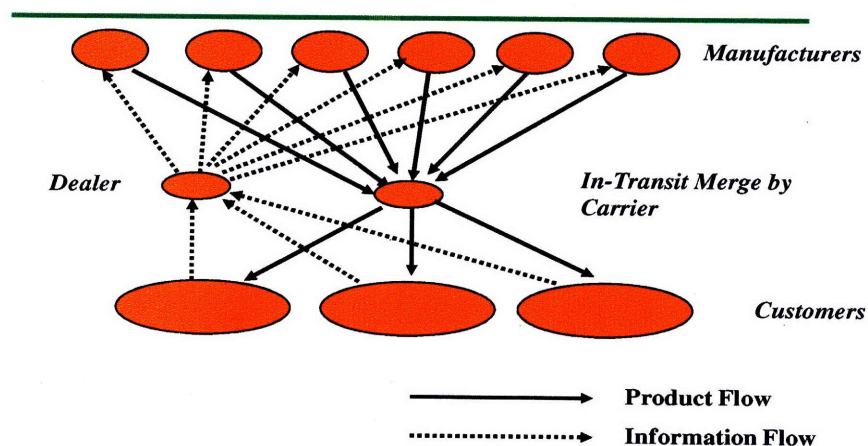 Manufacturers
Dealer
In-Transit Merge by
Carrier
Customers
Product Flow
Information Flow